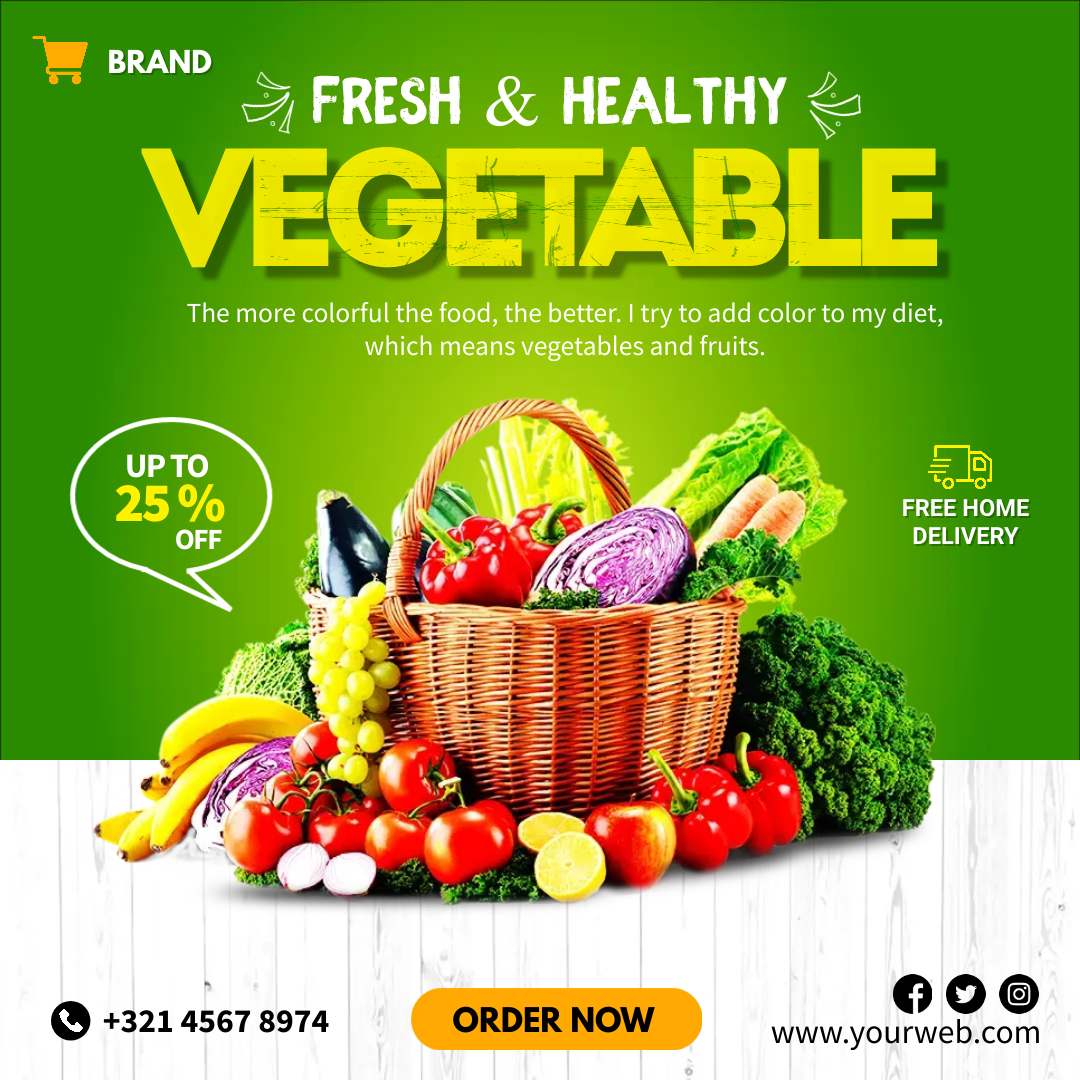 BRAND
FRESH & HEALTHY
VEGETABLE
The more colorful the food, the better. I try to add color to my diet,
which means vegetables and fruits.
UP TO
25 %
OFF
FREE HOME
DELIVERY
+321 4567 8974
ORDER NOW
www.yourweb.com